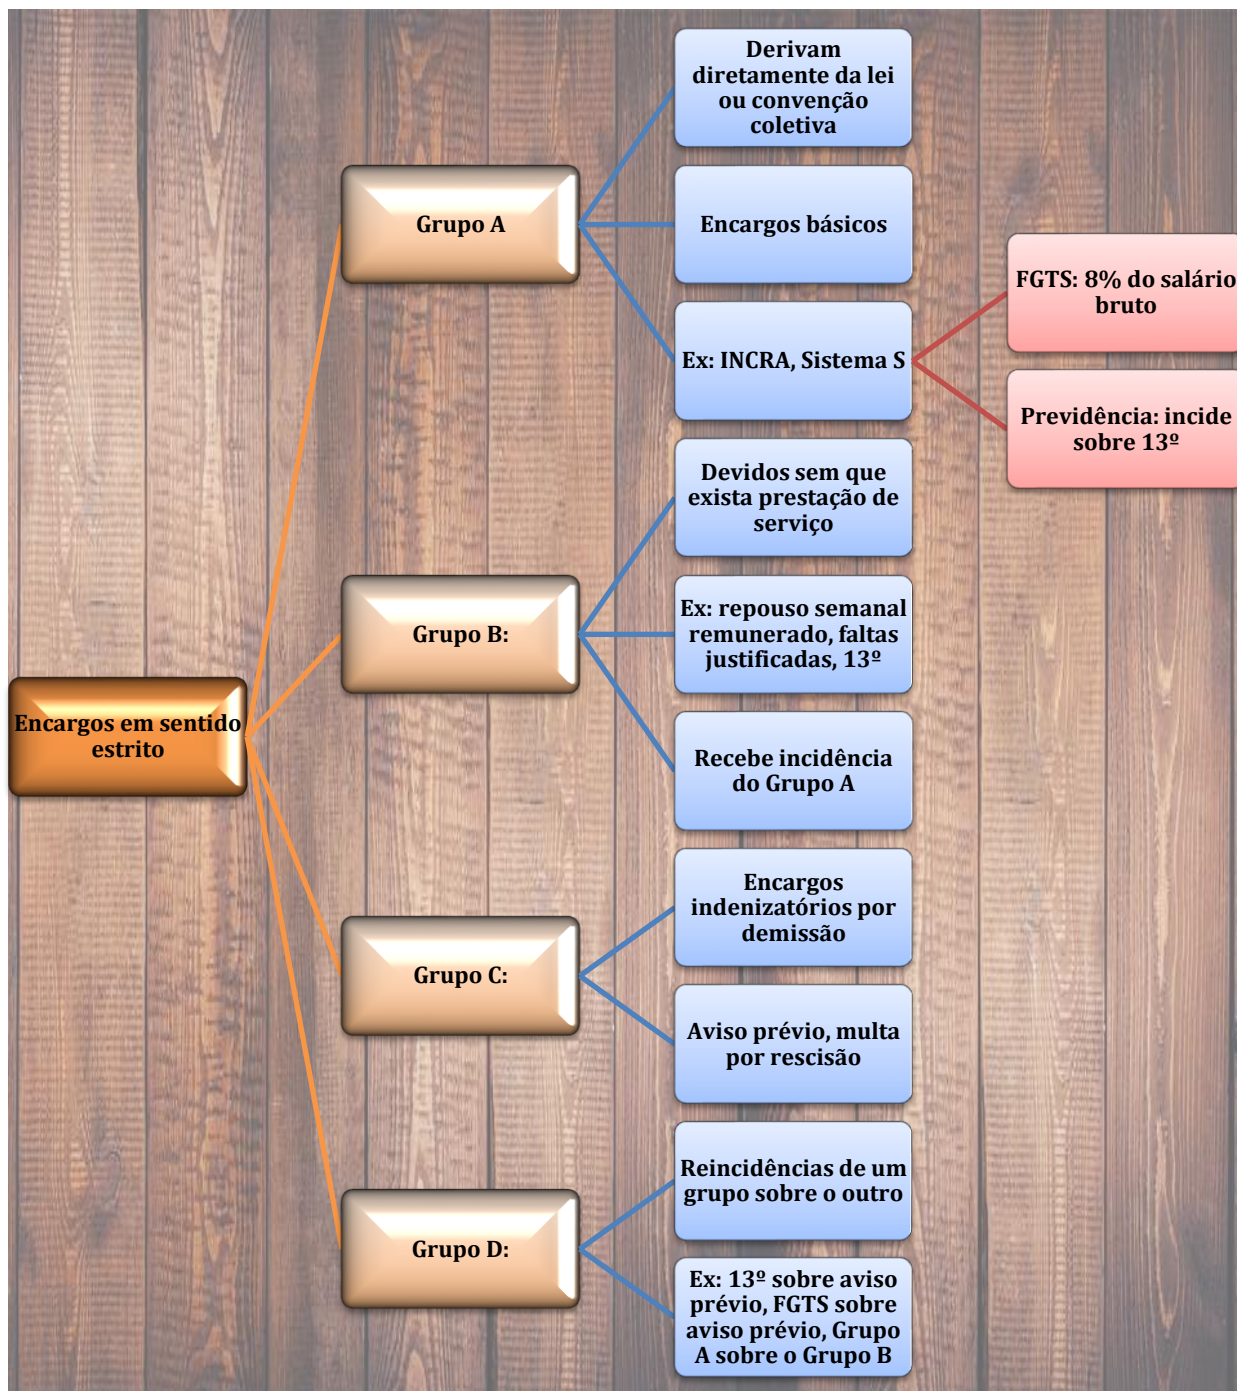 Derivam
diretamente da lei
ou convenção
coletiva
Grupo A
Encargos básicos
FGTS: 8% do salário
bruto
Ex: INCRA, Sistema S
Previdência: incide
sobre 13º
Devidos sem que
exista prestação de
serviço
Grupo B:
Ex: repouso semanal
remunerado, faltas
justificadas, 13º
Encargos em sentido
estrito
Recebe incidência
do Grupo A
Encargos
indenizatórios por
demissão
Grupo C:
Aviso prévio, multa
por rescisão
Reincidências de um
grupo sobre o outro
Grupo D:
Ex: 13º sobre aviso
prévio, FGTS sobre
aviso prévio, Grupo
A sobre o Grupo B